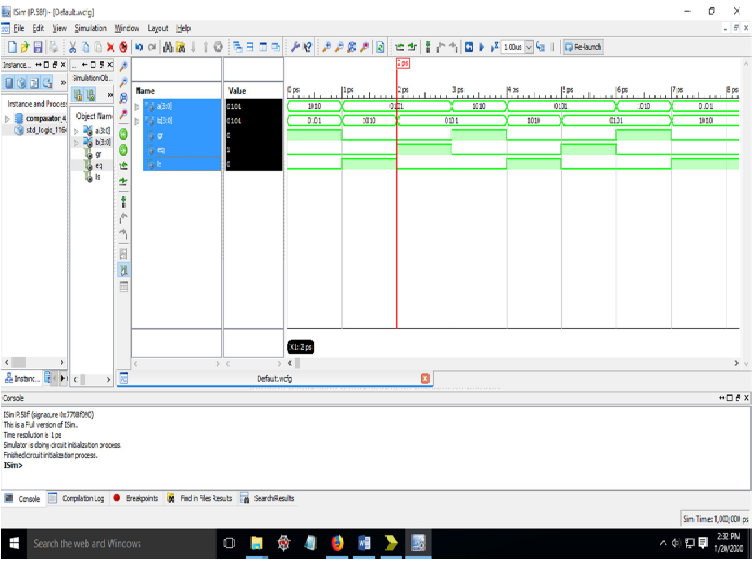 ISim (P.58f) - [Default.wcfg]
File Edit View Simulation Window Layout Help
1.00us
Re-launch
Instance...
Instance and Process
comparator_4
std_logic_1164
SimulationOb...
Object Name
a[3:0]
b[3:0]
gr
eq
ls
Name Value
a[3:0] 0101
b[3:0] 0101
gr 0
eq 1
ls 0
2 ps
0 ps 1 ps 2 ps 3 ps 4 ps 5 ps 6 ps 7 ps 8 ps
1010 0101 1010 0101 1010 0101
0101 1010 0101 1010 0101 1010
X1: 2 ps
Instanc...
Default.wcfg
Console
ISim P.58f
This is a Full version of ISim.
Time resolution is 1 ps
Simulator is doing circuit initialization process.
Finished circuit initialization process.
ISim>
Console Compilation Log Breakpoints Find in Files Results Search Results
Sim Time: 1,000,000 ps
Search the web and Windows
2:32 PM
1/29/2020